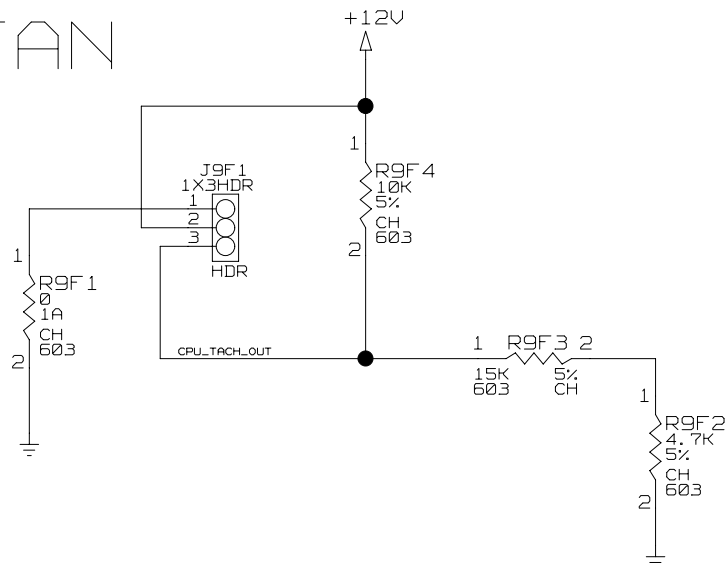 +12V
1
J9F1
1X3HDR
1
2
3
HDR
R9F4
10K
5%
CH
603
2
1
R9F1
0
1A
CH
603
2
CPU_TACH_OUT
1 R9F3 2
15K 5%
603 CH
1
R9F2
4.7K
5%
CH
603
2